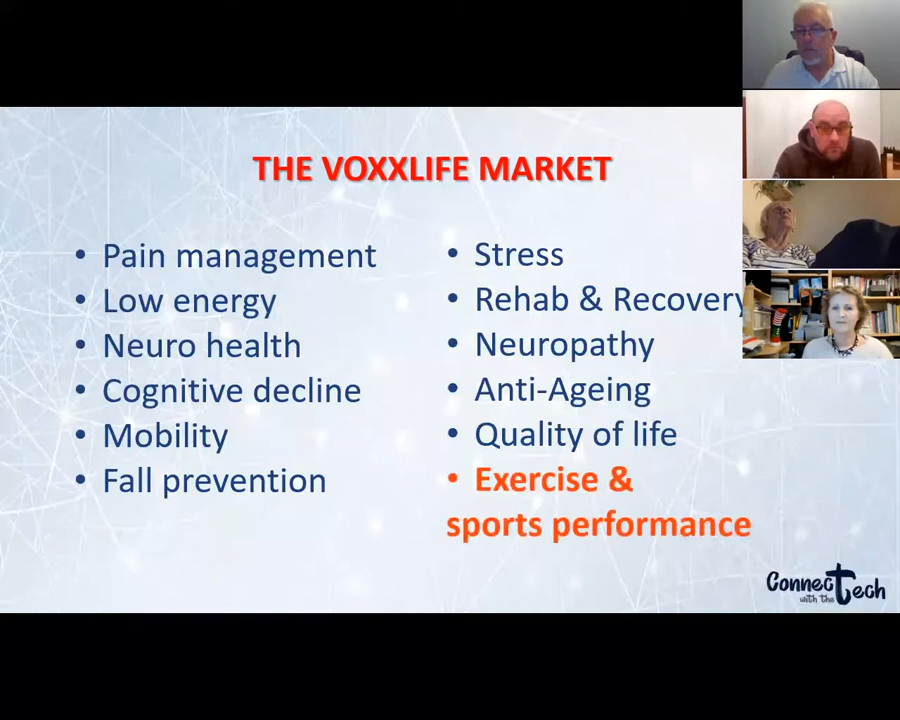 THE VOXXLIFE MARKET
• Pain management
• Low energy
• Neuro health
• Cognitive decline
• Mobility
• Fall prevention
• Stress
• Rehab & Recovery
• Neuropathy
• Anti-Ageing
• Quality of life
• Exercise &
sports performance
Connect
with the
Tech